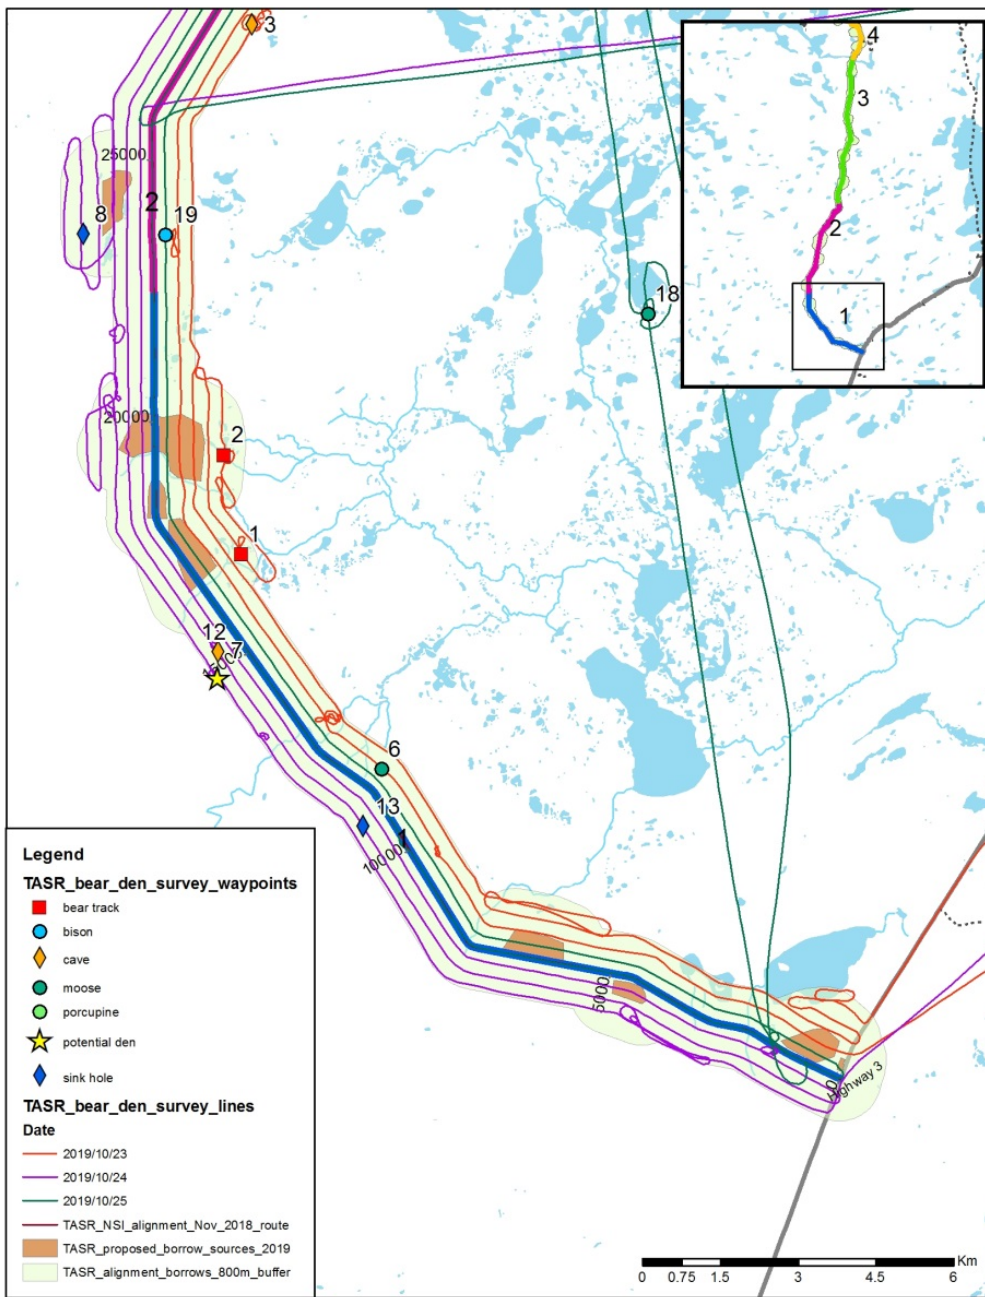 3
4
3
2
1
25000
2
8
19
18
20000
2
1
12
7
15000
6
13
1
10000
5000
0
Highway 3
Legend
TASR_bear_den_survey_waypoints
bear track
bison
cave
moose
porcupine
potential den
sink hole
TASR_bear_den_survey_lines
Date
2019/10/23
2019/10/24
2019/10/25
TASR_NSI_alignment_Nov_2018_route
TASR_proposed_borrow_sources_2019
TASR_alignment_borrows_800m_buffer
Km
0 0.75 1.5 3 4.5 6